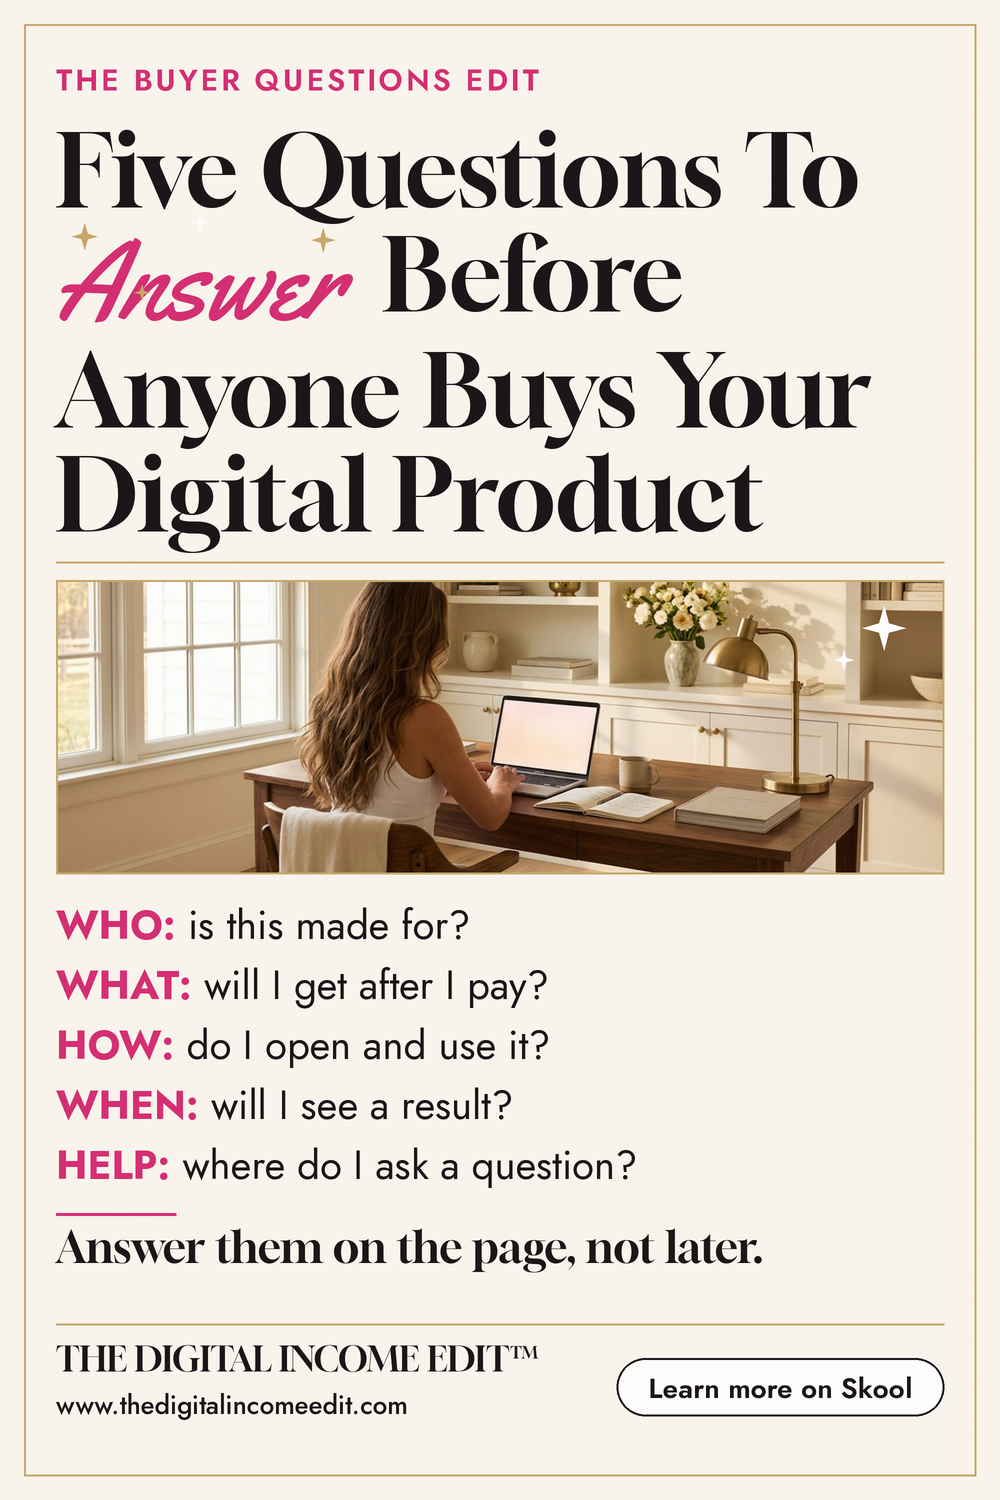 THE BUYER QUESTIONS EDIT
Five Questions To
Answer Before
Anyone Buys Your
Digital Product
WHO: is this made for?
WHAT: will I get after I pay?
HOW: do I open and use it?
WHEN: will I see a result?
HELP: where do I ask a question?
Answer them on the page, not later.
THE DIGITAL INCOME EDIT™
www.thedigitalincomeedit.com
Learn more on Skool